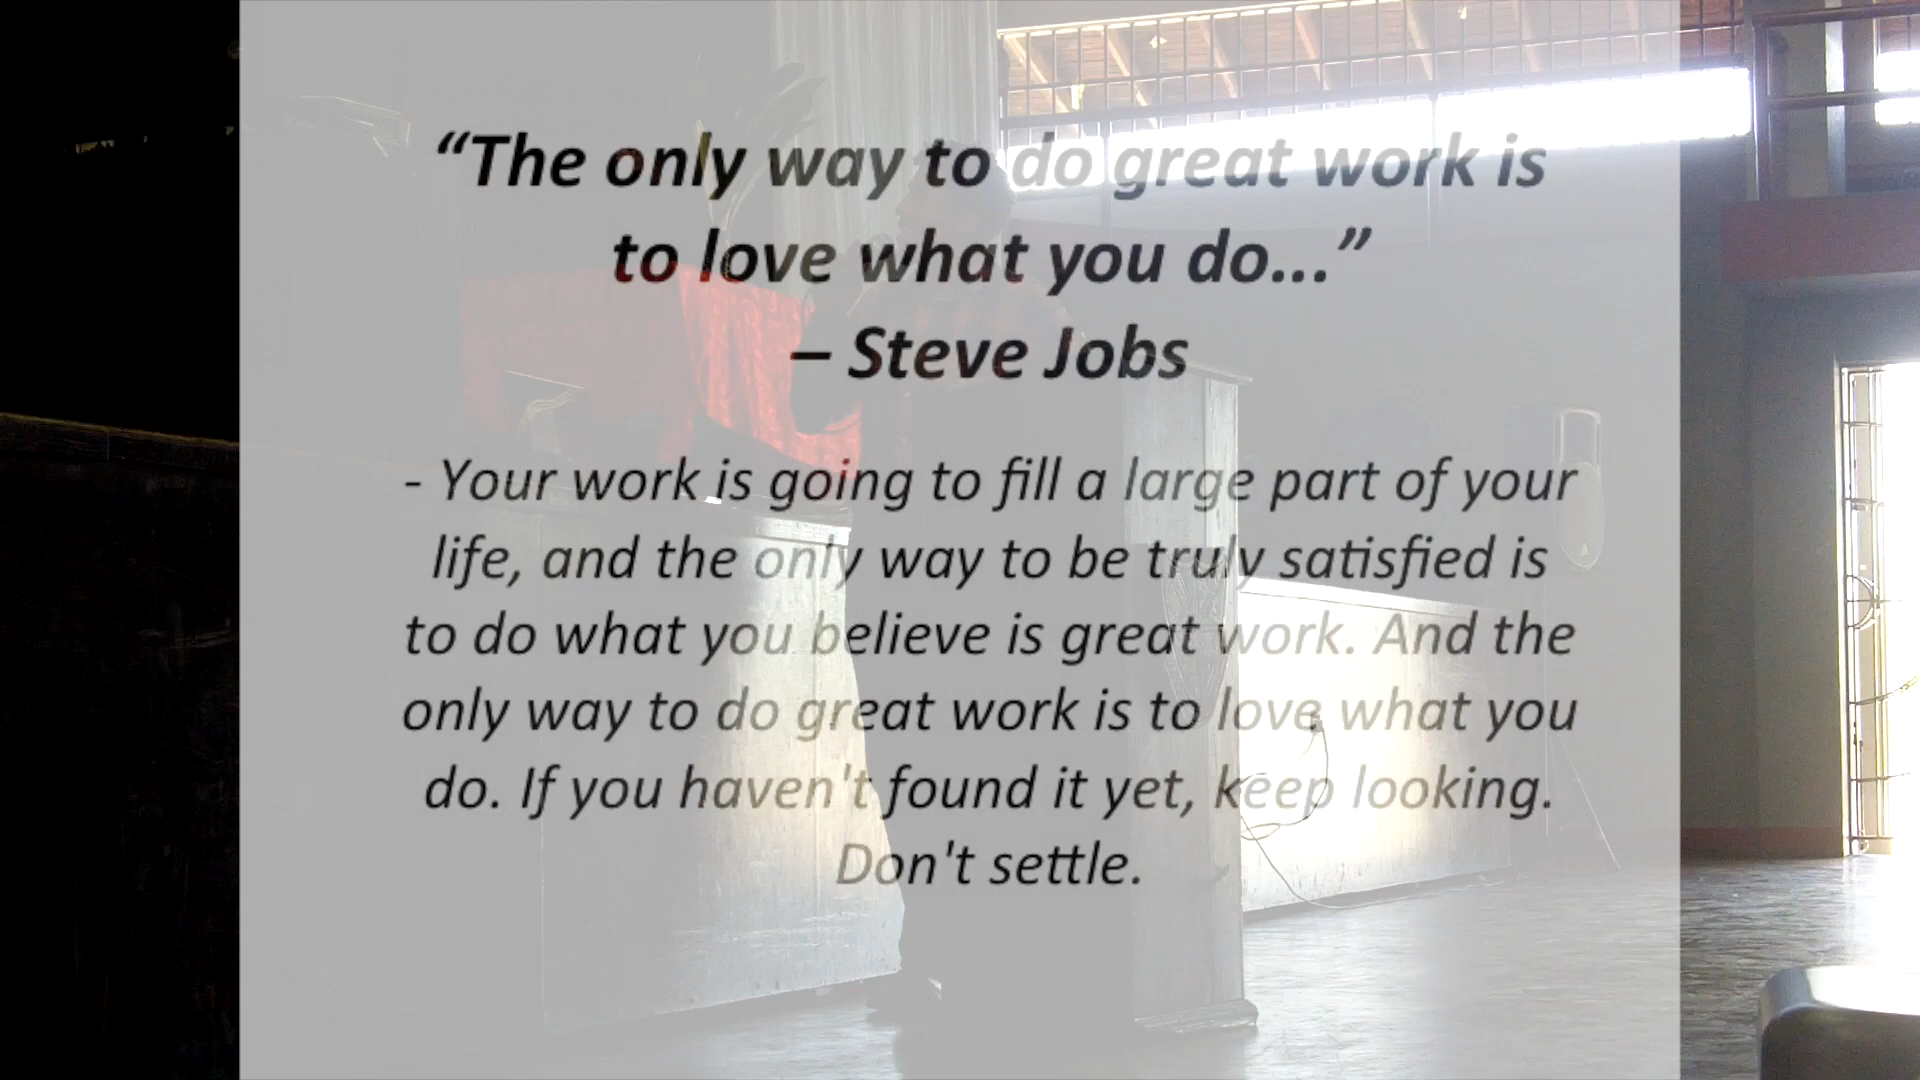 “The only way to do great work is
to love what you do...”
– Steve Jobs
- Your work is going to fill a large part of your
life, and the only way to be truly satisfied is
to do what you believe is great work. And the
only way to do great work is to love what you
do. If you haven't found it yet, keep looking.
Don't settle.